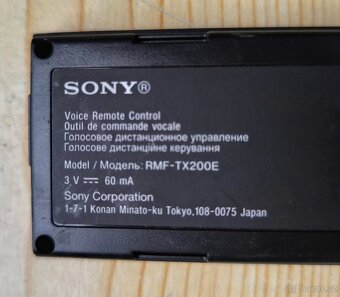 SONY®
Voice Remote Control
Outil de commande vocale
Голосовое дистанционное управление
Голосове дистанційне керування
Model / Модель: RMF-TX200E
3 V ⎓ 60 mA
Sony Corporation
1-7-1 Konan Minato-ku Tokyo,108-0075 Japan